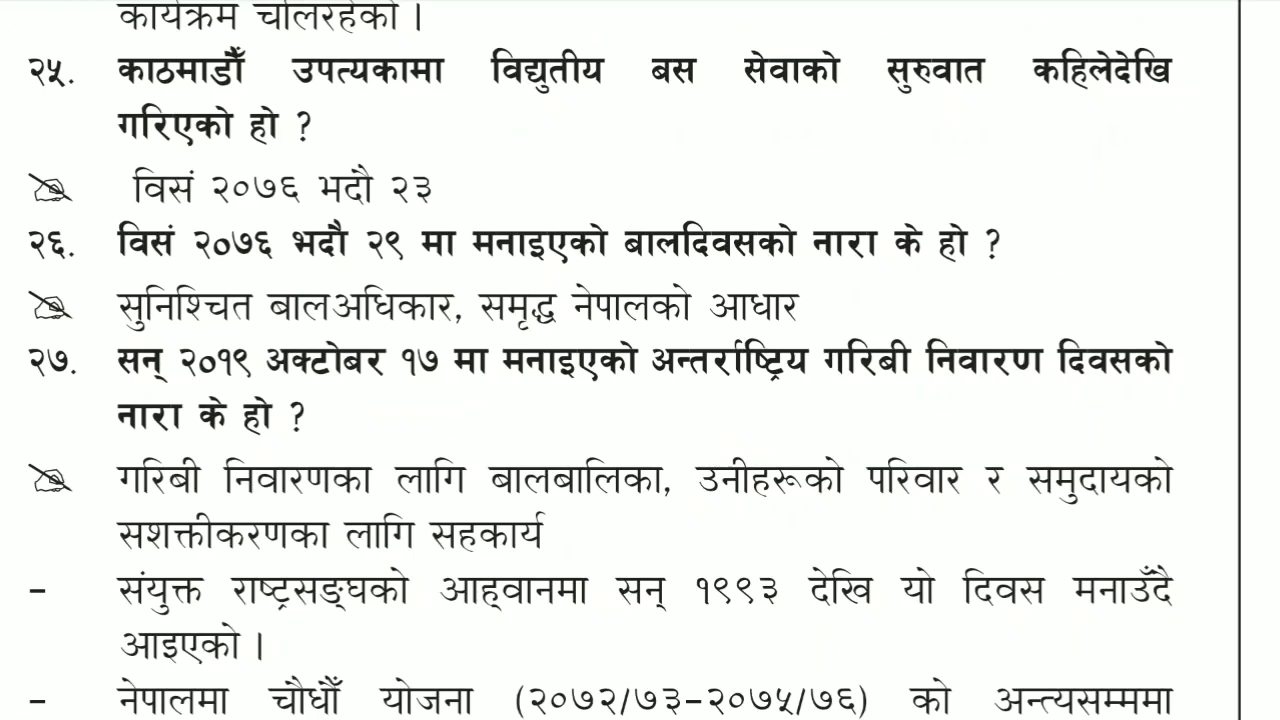 कार्यक्रम चलिरहेको ।
२५. काठमाडौँ उपत्यकामा विद्युतीय बस सेवाको सुरुवात कहिलेदेखि
गरिएको हो ?
विसं २०७६ भदौ २३
२६. विसं २०७६ भदौ २९ मा मनाइएको बालदिवसको नारा के हो ?
सुनिश्चित बालअधिकार, समृद्ध नेपालको आधार
२७. सन् २०१९ अक्टोबर १७ मा मनाइएको अन्तर्राष्ट्रिय गरिबी निवारण दिवसको
नारा के हो ?
गरिबी निवारणका लागि बालबालिका, उनीहरूको परिवार र समुदायको
सशक्तीकरणका लागि सहकार्य
– संयुक्त राष्ट्रसङ्घको आह्वानमा सन् १९९३ देखि यो दिवस मनाउँदै
आइएको ।
– नेपालमा चौधौँ योजना (२०७२/७३–२०७५/७६) को अन्त्यसम्ममा